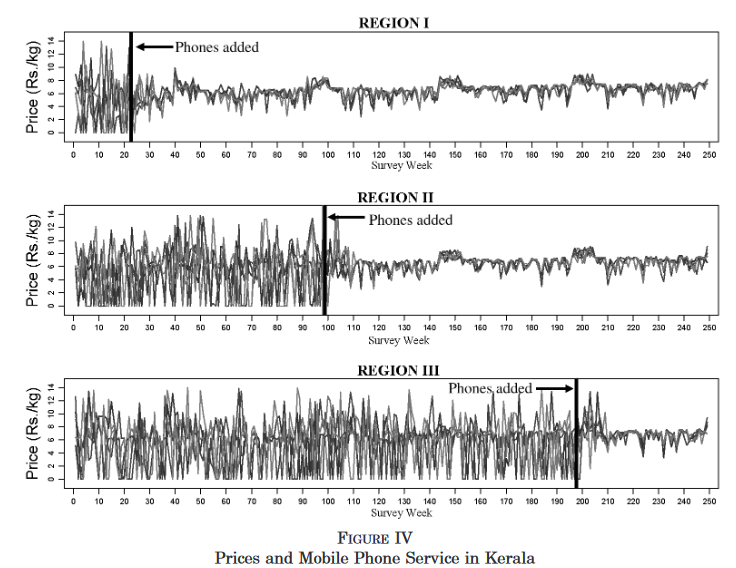 REGION I
Phones added
Price (Rs./kg)
0 2 4 6 8 10 12 14
0 10 20 30 40 50 60 70 80 90 100 110 120 130 140 150 160 170 180 190 200 210 220 230 240 250
Survey Week
REGION II
Phones added
Price (Rs./kg)
0 2 4 6 8 10 12 14
0 10 20 30 40 50 60 70 80 90 100 110 120 130 140 150 160 170 180 190 200 210 220 230 240 250
Survey Week
REGION III
Phones added
Price (Rs./kg)
0 2 4 6 8 10 12 14
0 10 20 30 40 50 60 70 80 90 100 110 120 130 140 150 160 170 180 190 200 210 220 230 240 250
Survey Week
FIGURE IV
Prices and Mobile Phone Service in Kerala